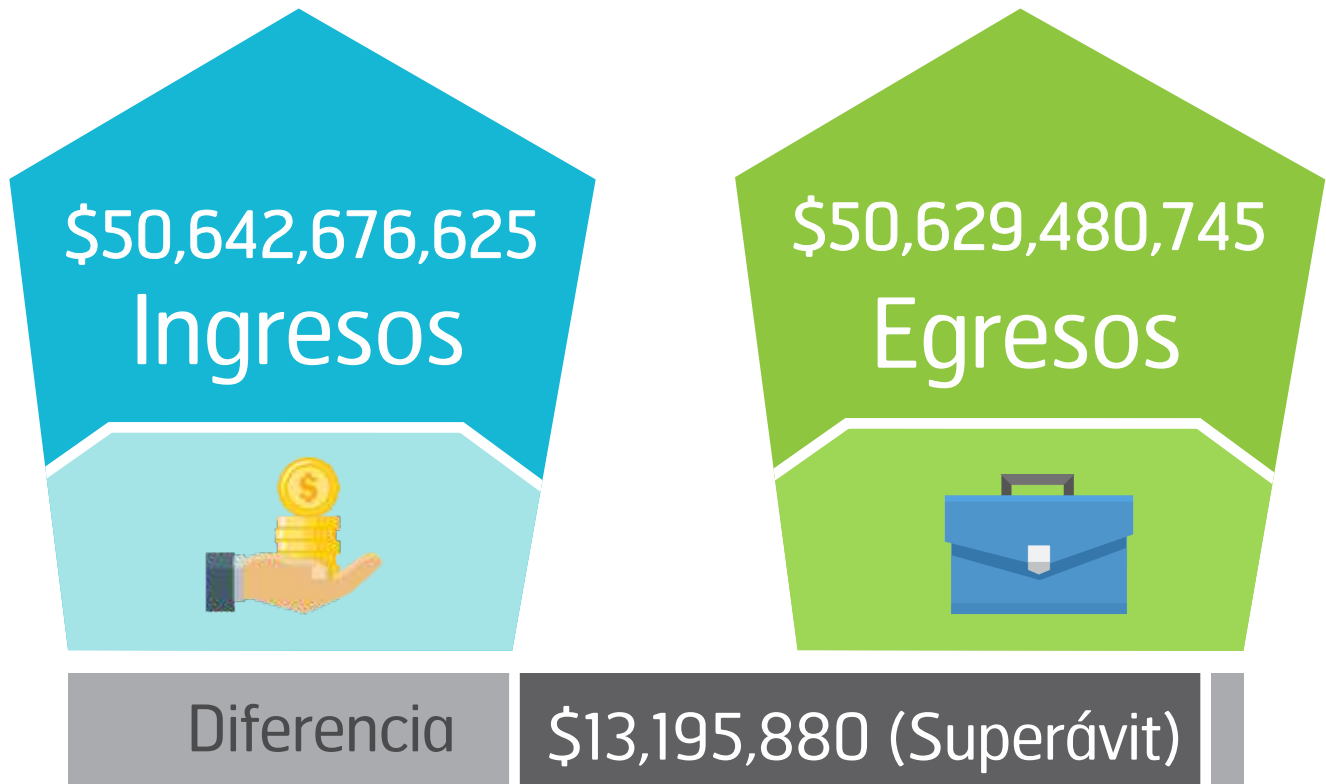 $50,642,676,625
Ingresos
$50,629,480,745
Egresos
$
Diferencia
$13,195,880 (Superávit)